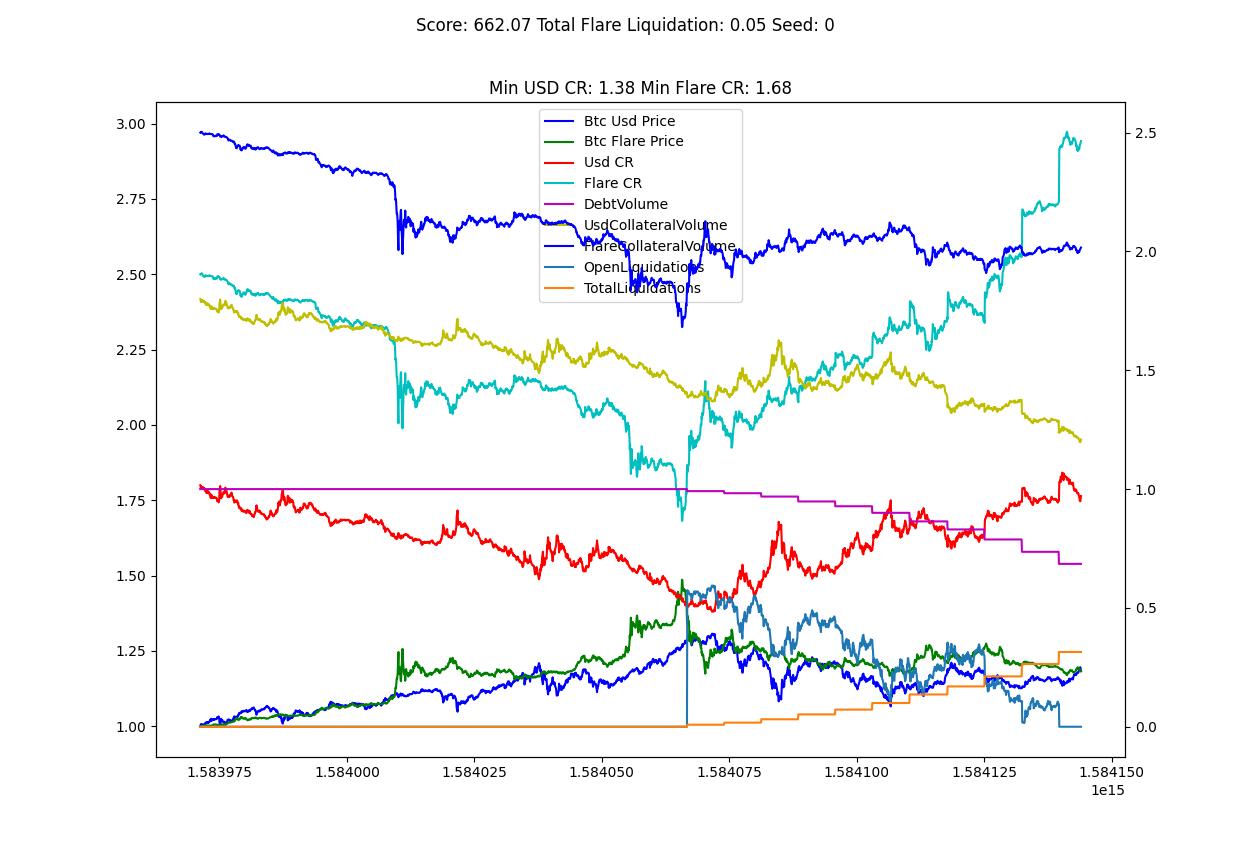 Score: 662.07 Total Flare Liquidation: 0.05 Seed: 0
Min USD CR: 1.38 Min Flare CR: 1.68
Btc Usd Price
Btc Flare Price
Usd CR
Flare CR
DebtVolume
UsdCollateralVolume
FlareCollateralVolume
OpenLiquidations
TotalLiquidations
3.00
2.75
2.50
2.25
2.00
1.75
1.50
1.25
1.00
2.5
2.0
1.5
1.0
0.5
0.0
1.583975 1.584000 1.584025 1.584050 1.584075 1.584100 1.584125 1.584150
1e15